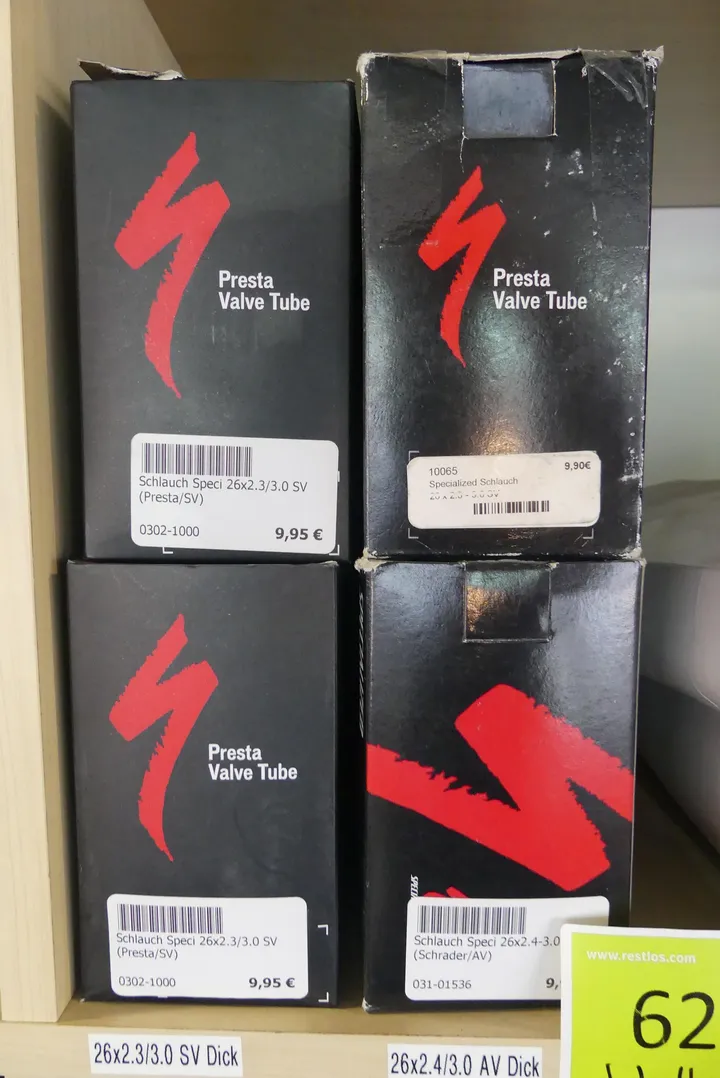 Presta
Valve Tube
Schlauch Speci 26x2.3/3.0 SV
(Presta/SV)
0302-1000
9,95 €
Presta
Valve Tube
10065
9,90€
Specialized Schlauch
Presta
Valve Tube
Schlauch Speci 26x2.3/3.0 SV
(Presta/SV)
0302-1000
9,95 €
Schlauch Speci 26x2.4-3.0
(Schrader/AV)
031-01536
9,
www.restlos.com
62
26x2.3/3.0 SV Dick
26x2.4/3.0 AV Dick